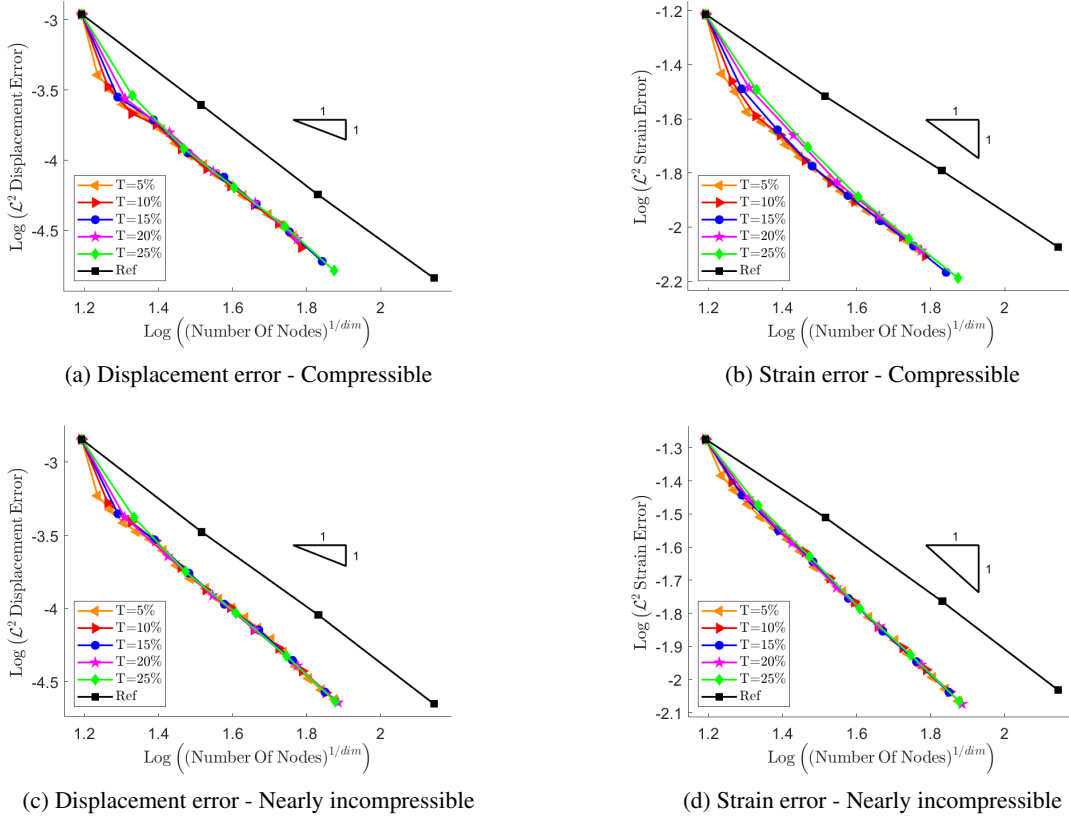 -3
-3.5
-4
-4.5
Log (ℒ² Displacement Error)
1
1
T=5%
T=10%
T=15%
T=20%
T=25%
Ref
1.2 1.4 1.6 1.8 2
Log ((Number Of Nodes)^{1/dim})
(a) Displacement error - Compressible
-1.2
-1.4
-1.6
-1.8
-2
-2.2
Log (ℒ² Strain Error)
1
1
T=5%
T=10%
T=15%
T=20%
T=25%
Ref
1.2 1.4 1.6 1.8 2
Log ((Number Of Nodes)^{1/dim})
(b) Strain error - Compressible
-3
-3.5
-4
-4.5
Log (ℒ² Displacement Error)
1
1
T=5%
T=10%
T=15%
T=20%
T=25%
Ref
1.2 1.4 1.6 1.8 2
Log ((Number Of Nodes)^{1/dim})
(c) Displacement error - Nearly incompressible
-1.3
-1.4
-1.5
-1.6
-1.7
-1.8
-1.9
-2
-2.1
Log (ℒ² Strain Error)
1
1
T=5%
T=10%
T=15%
T=20%
T=25%
Ref
1.2 1.4 1.6 1.8 2
Log ((Number Of Nodes)^{1/dim})
(d) Strain error - Nearly incompressible